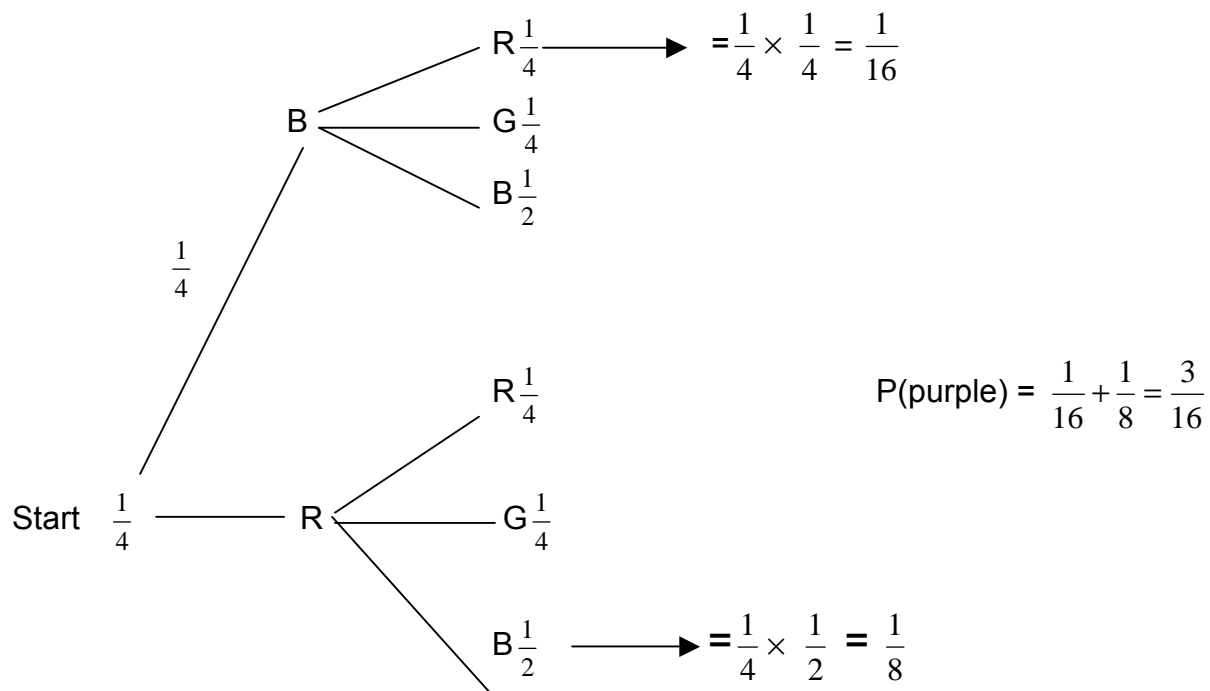 R 1/4 = 1/4 × 1/4 = 1/16
B
G 1/4
B 1/2
1/4
R 1/4
P(purple) = 1/16 + 1/8 = 3/16
Start 1/4 R G 1/4
B 1/2 = 1/4 × 1/2 = 1/8